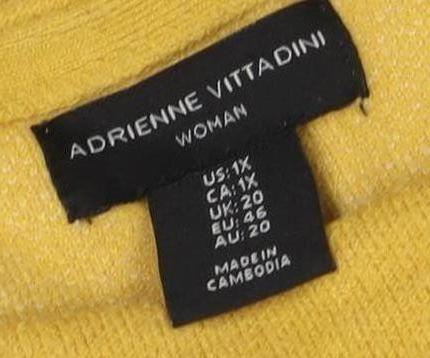 ADRIENNE VITTADINI
WOMAN
US: 1X
CA: 1X
UK: 20
EU: 46
AU: 20
MADE IN
CAMBODIA